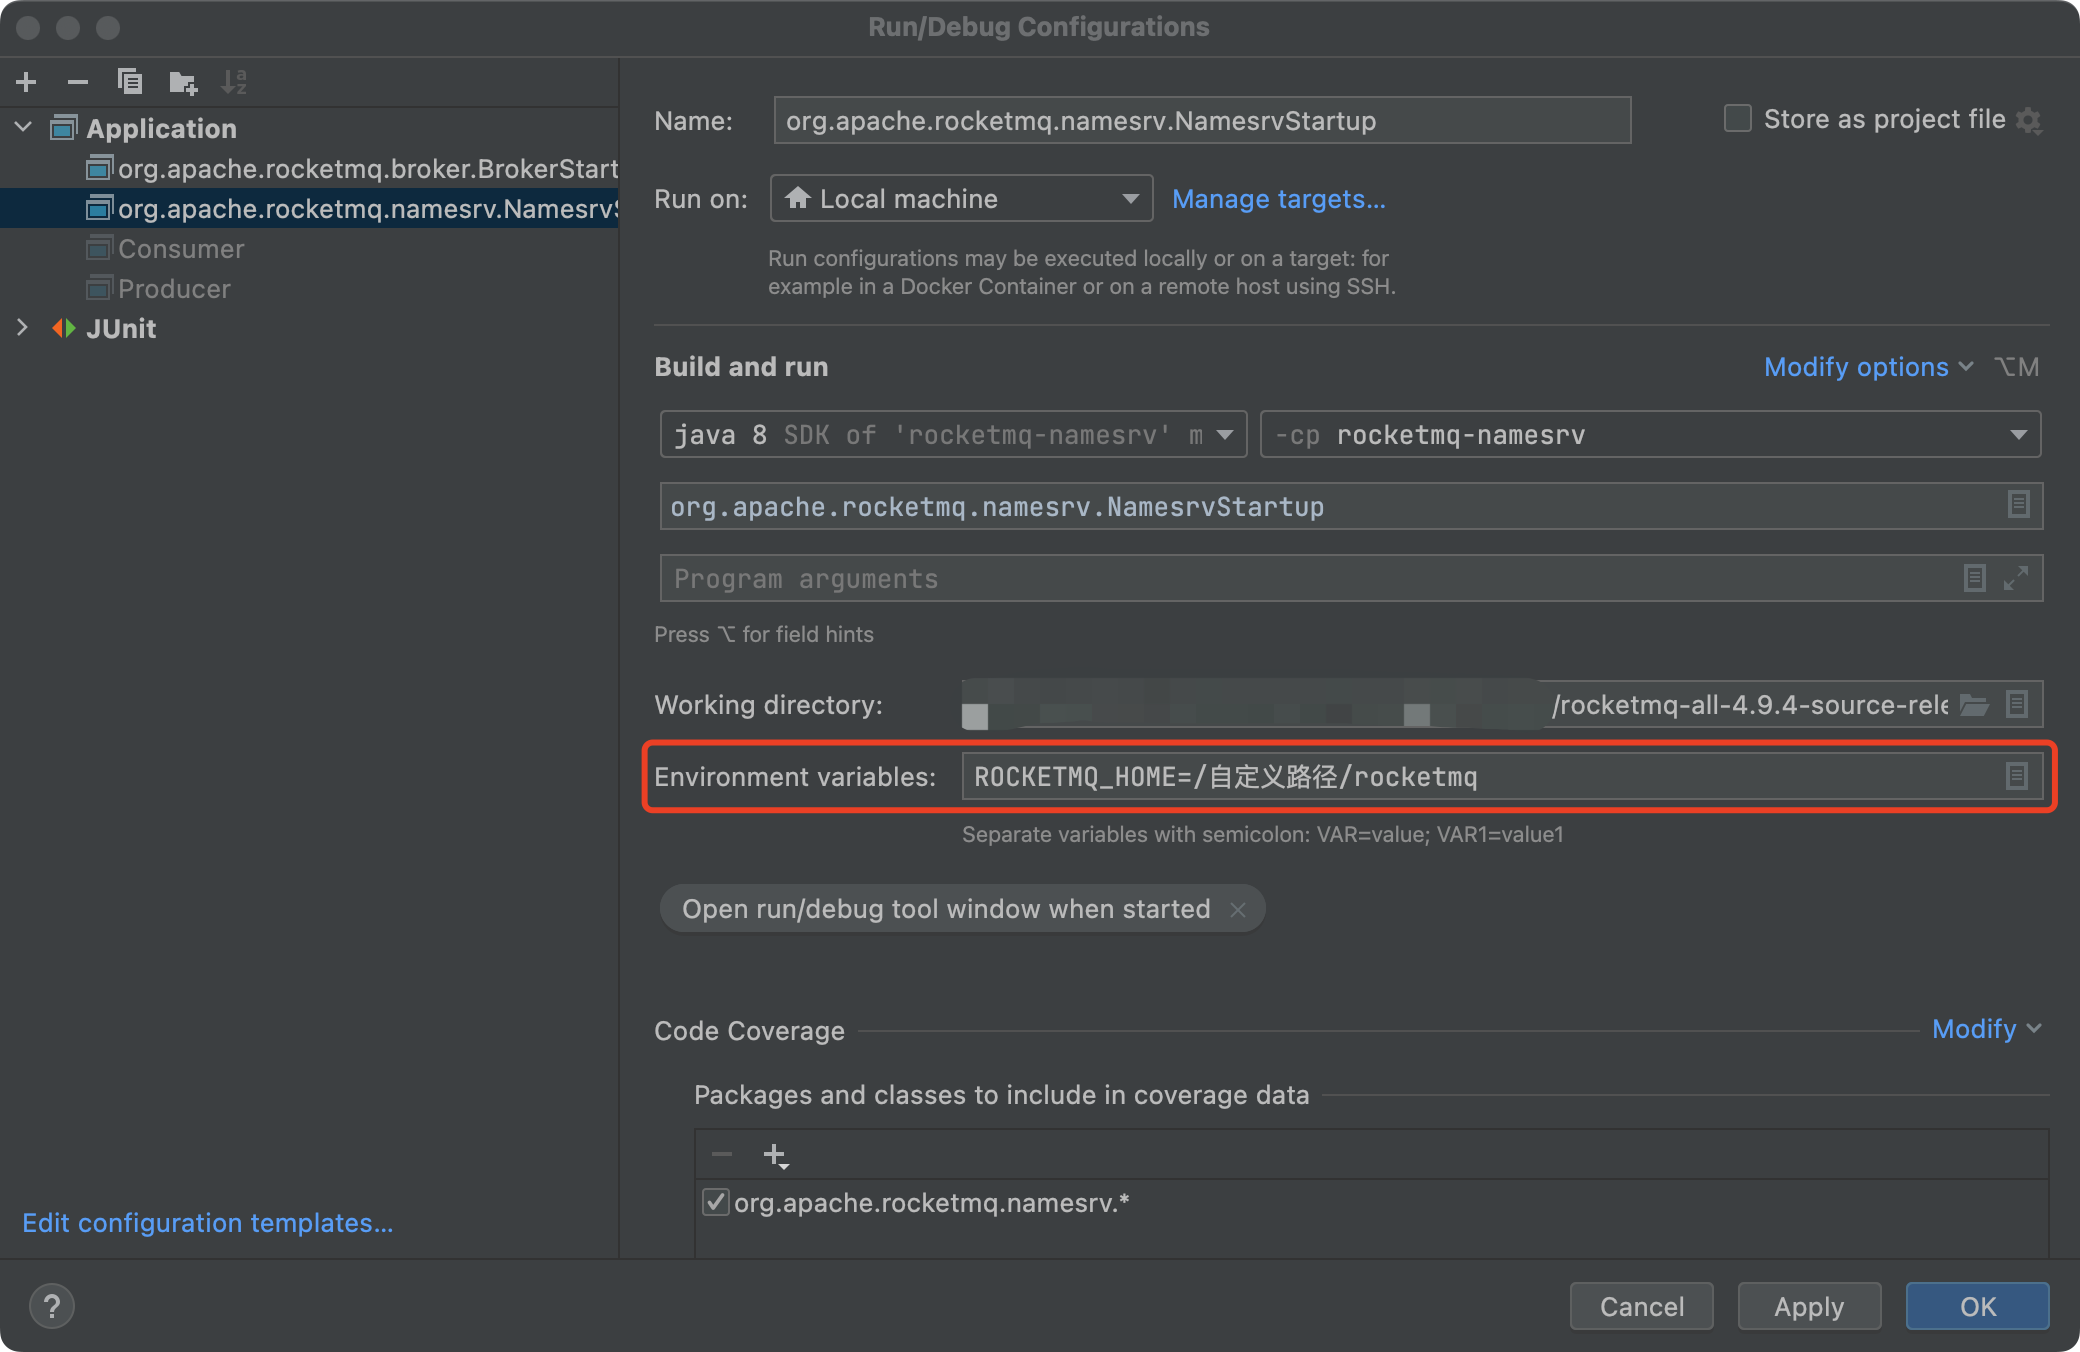 Run/Debug Configurations
Application
org.apache.rocketmq.broker.BrokerStart
org.apache.rocketmq.namesrv.Namesrv
Consumer
Producer
JUnit
Edit configuration templates...
Name: org.apache.rocketmq.namesrv.NamesrvStartup Store as project file
Run on: Local machine Manage targets...
Run configurations may be executed locally or on a target: for
example in a Docker Container or on a remote host using SSH.
Build and run Modify options ⌥M
java 8 SDK of 'rocketmq-namesrv' m -cp rocketmq-namesrv
org.apache.rocketmq.namesrv.NamesrvStartup
Program arguments
Press ⌥ for field hints
Working directory: /rocketmq-all-4.9.4-source-rele
Environment variables: ROCKETMQ_HOME=/自定义路径/rocketmq
Separate variables with semicolon: VAR=value; VAR1=value1
Open run/debug tool window when started
Code Coverage Modify
Packages and classes to include in coverage data
org.apache.rocketmq.namesrv.*
? Cancel Apply OK